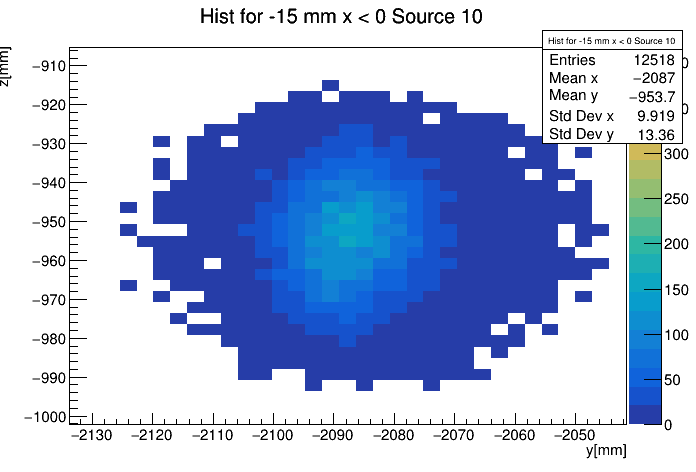 Hist for -15 mm x < 0 Source 10
z[mm]
Hist for -15 mm x < 0 Source 10
Entries 12518
Mean x −2087
Mean y −953.7
Std Dev x 9.919
Std Dev y 13.36
−910
−920
−930
−940
−950
−960
−970
−980
−990
−1000
−2130 −2120 −2110 −2100 −2090 −2080 −2070 −2060 −2050
y[mm]
300
250
200
150
100
50
0